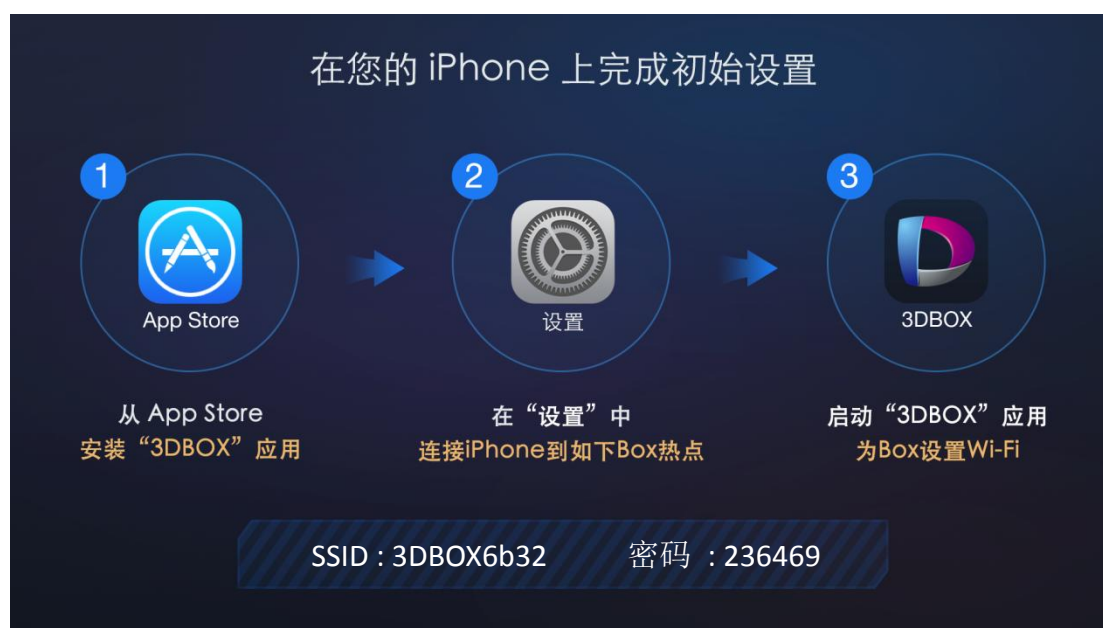 在您的 iPhone 上完成初始设置
1
2
3
App Store
设置
3DBOX
从 App Store
安装“3DBOX”应用
在“设置”中
连接iPhone到如下Box热点
启动“3DBOX”应用
为Box设置Wi-Fi
SSID : 3DBOX6b32 密码 : 236469